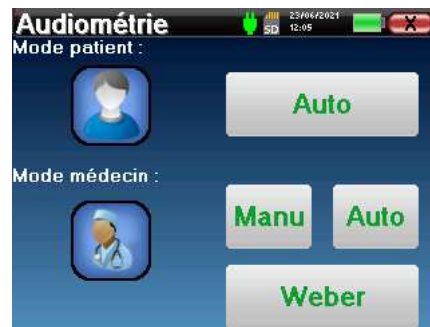 Audiométrie
SD
23/06/2021
12:05
X
Mode patient :
Auto
Mode médecin :
Manu
Auto
Weber